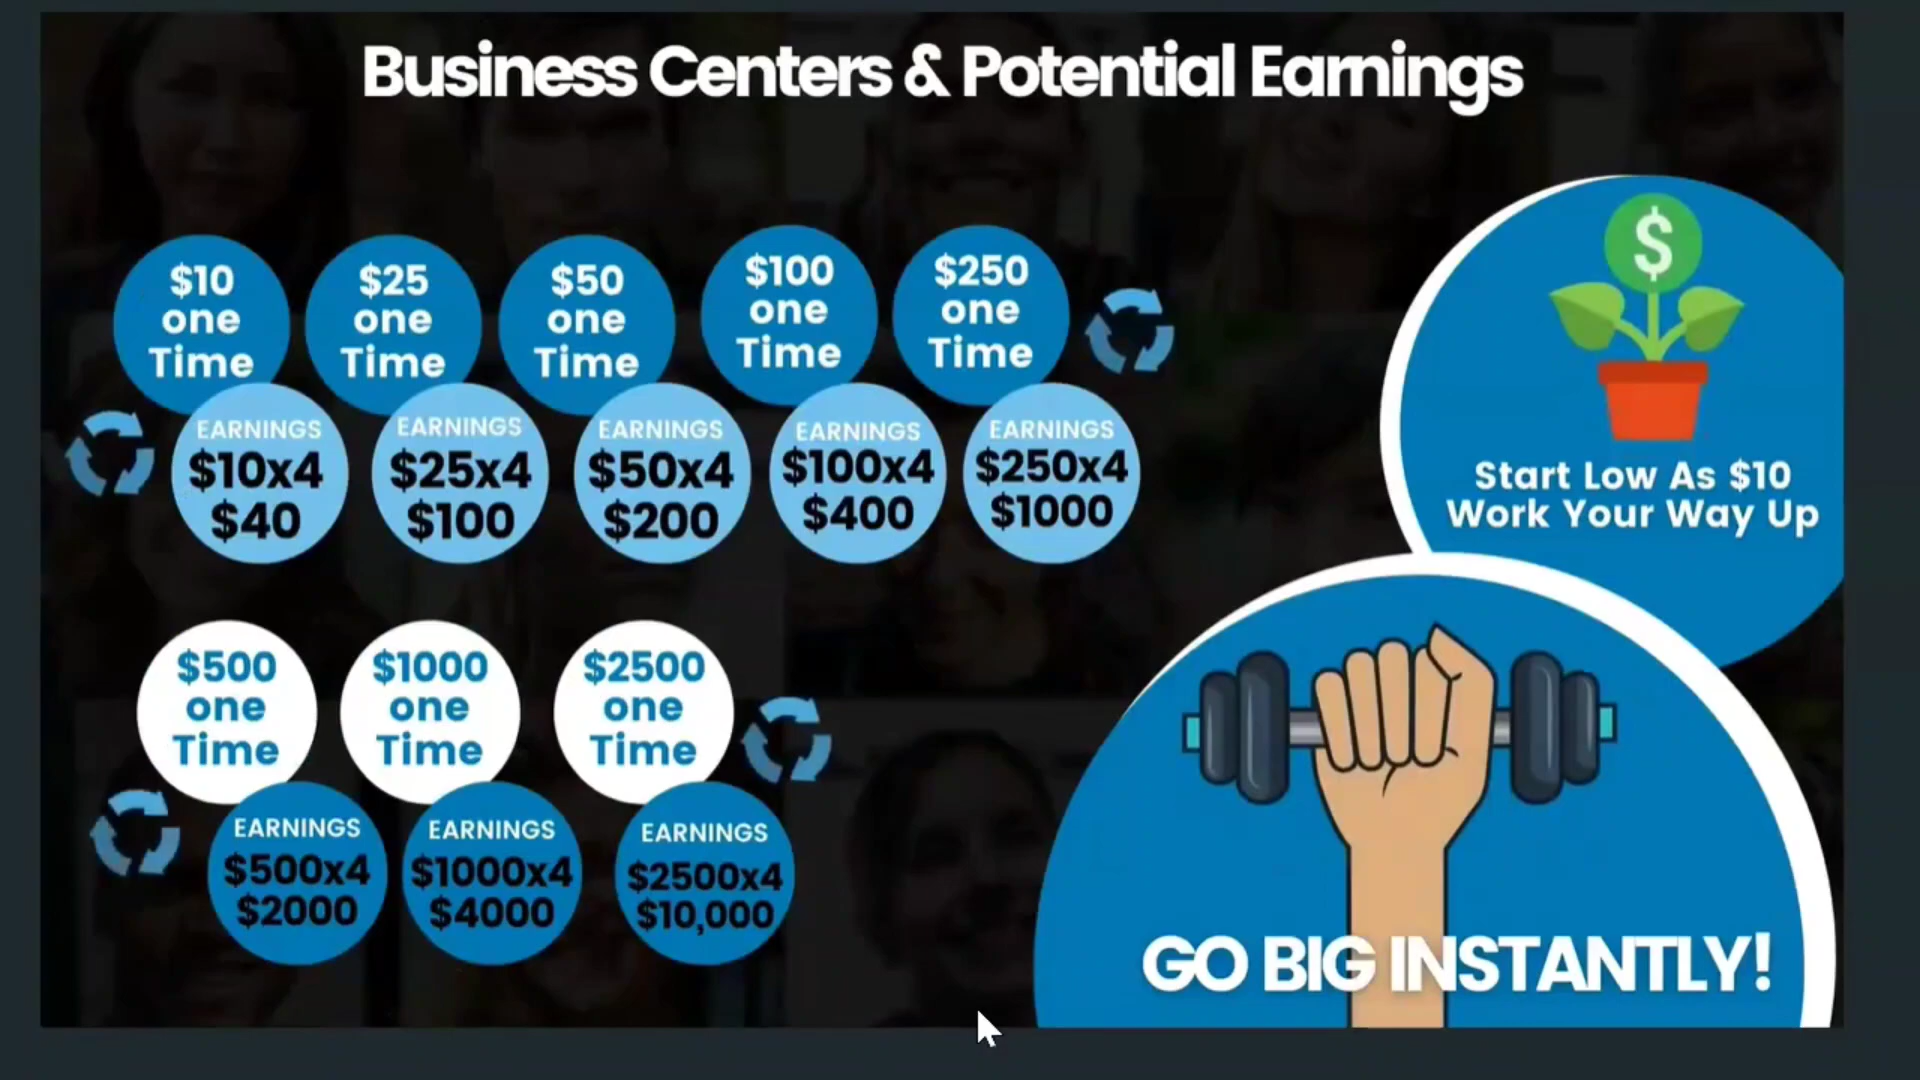 Business Centers & Potential Earnings
$10
one
Time
$25
one
Time
$50
one
Time
$100
one
Time
$250
one
Time
EARNINGS
$10x4
$40
EARNINGS
$25x4
$100
EARNINGS
$50x4
$200
EARNINGS
$100x4
$400
EARNINGS
$250x4
$1000
$
Start Low As $10
Work Your Way Up
$500
one
Time
$1000
one
Time
$2500
one
Time
EARNINGS
$500x4
$2000
EARNINGS
$1000x4
$4000
EARNINGS
$2500x4
$10,000
GO BIG INSTANTLY!